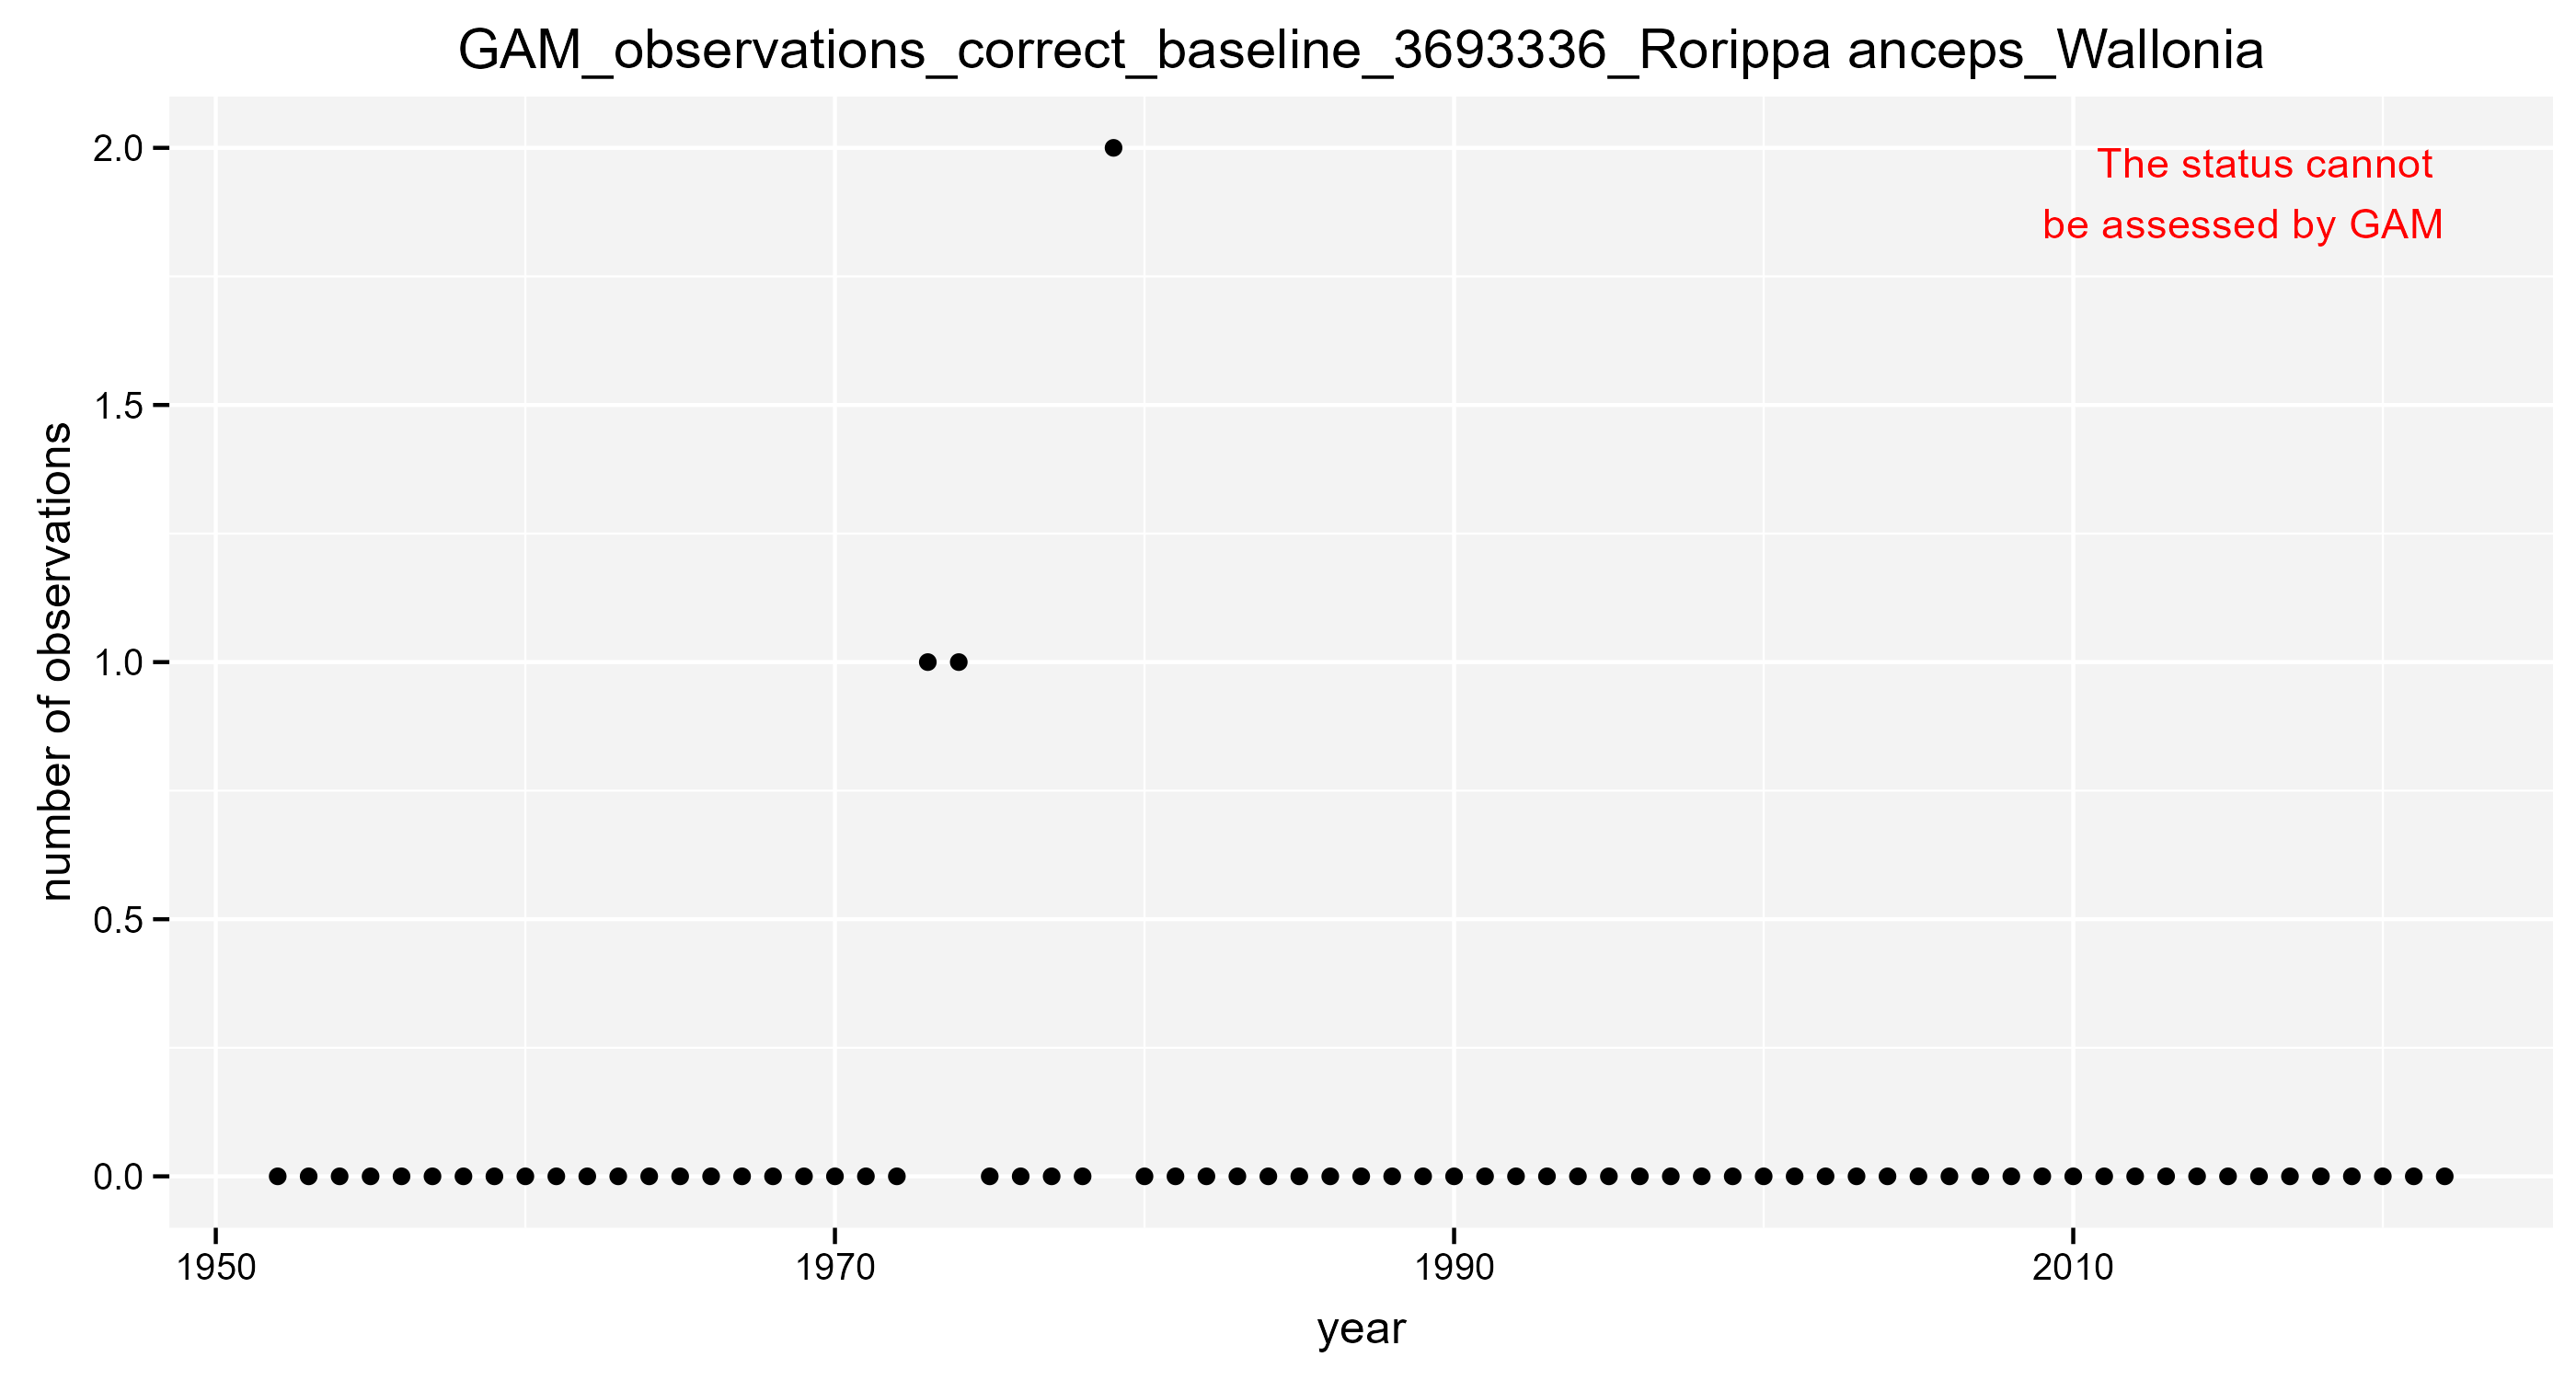 GAM_observations_correct_baseline_3693336_Rorippa anceps_Wallonia
The status cannot
be assessed by GAM
number of observations
2.0
1.5
1.0
0.5
0.0
1950 1970 1990 2010
year